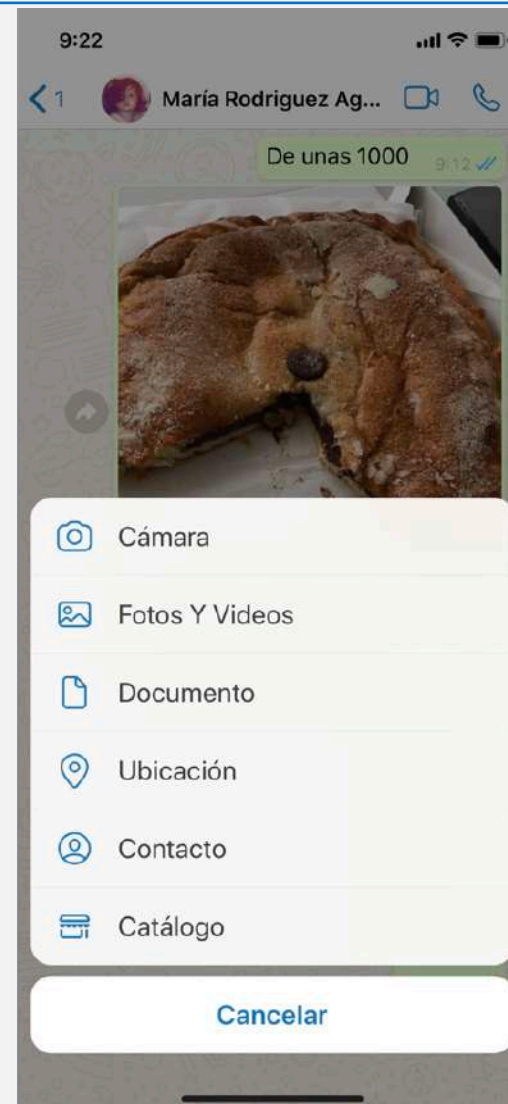 9:22
1
María Rodriguez Ag...
De unas 1000 9:12
Cámara
Fotos Y Videos
Documento
Ubicación
Contacto
Catálogo
Cancelar